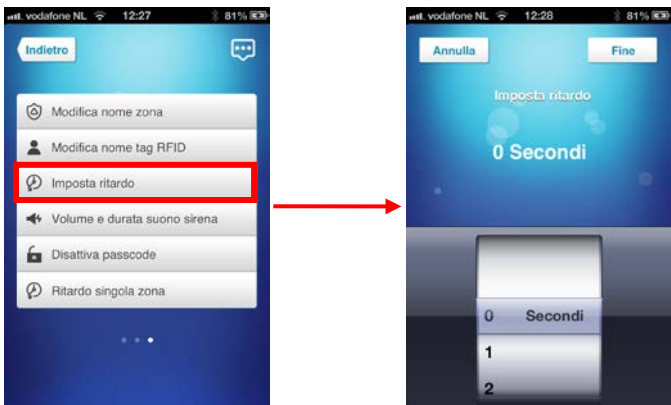 vodafone NL 12:27 81%
Indietro
Modifica nome zona
Modifica nome tag RFID
Imposta ritardo
Volume e durata suono sirena
Disattiva passcode
Ritardo singola zona
vodafone NL 12:28 81%
Annulla Fine
Imposta ritardo
0 Secondi
0 Secondi
1
2